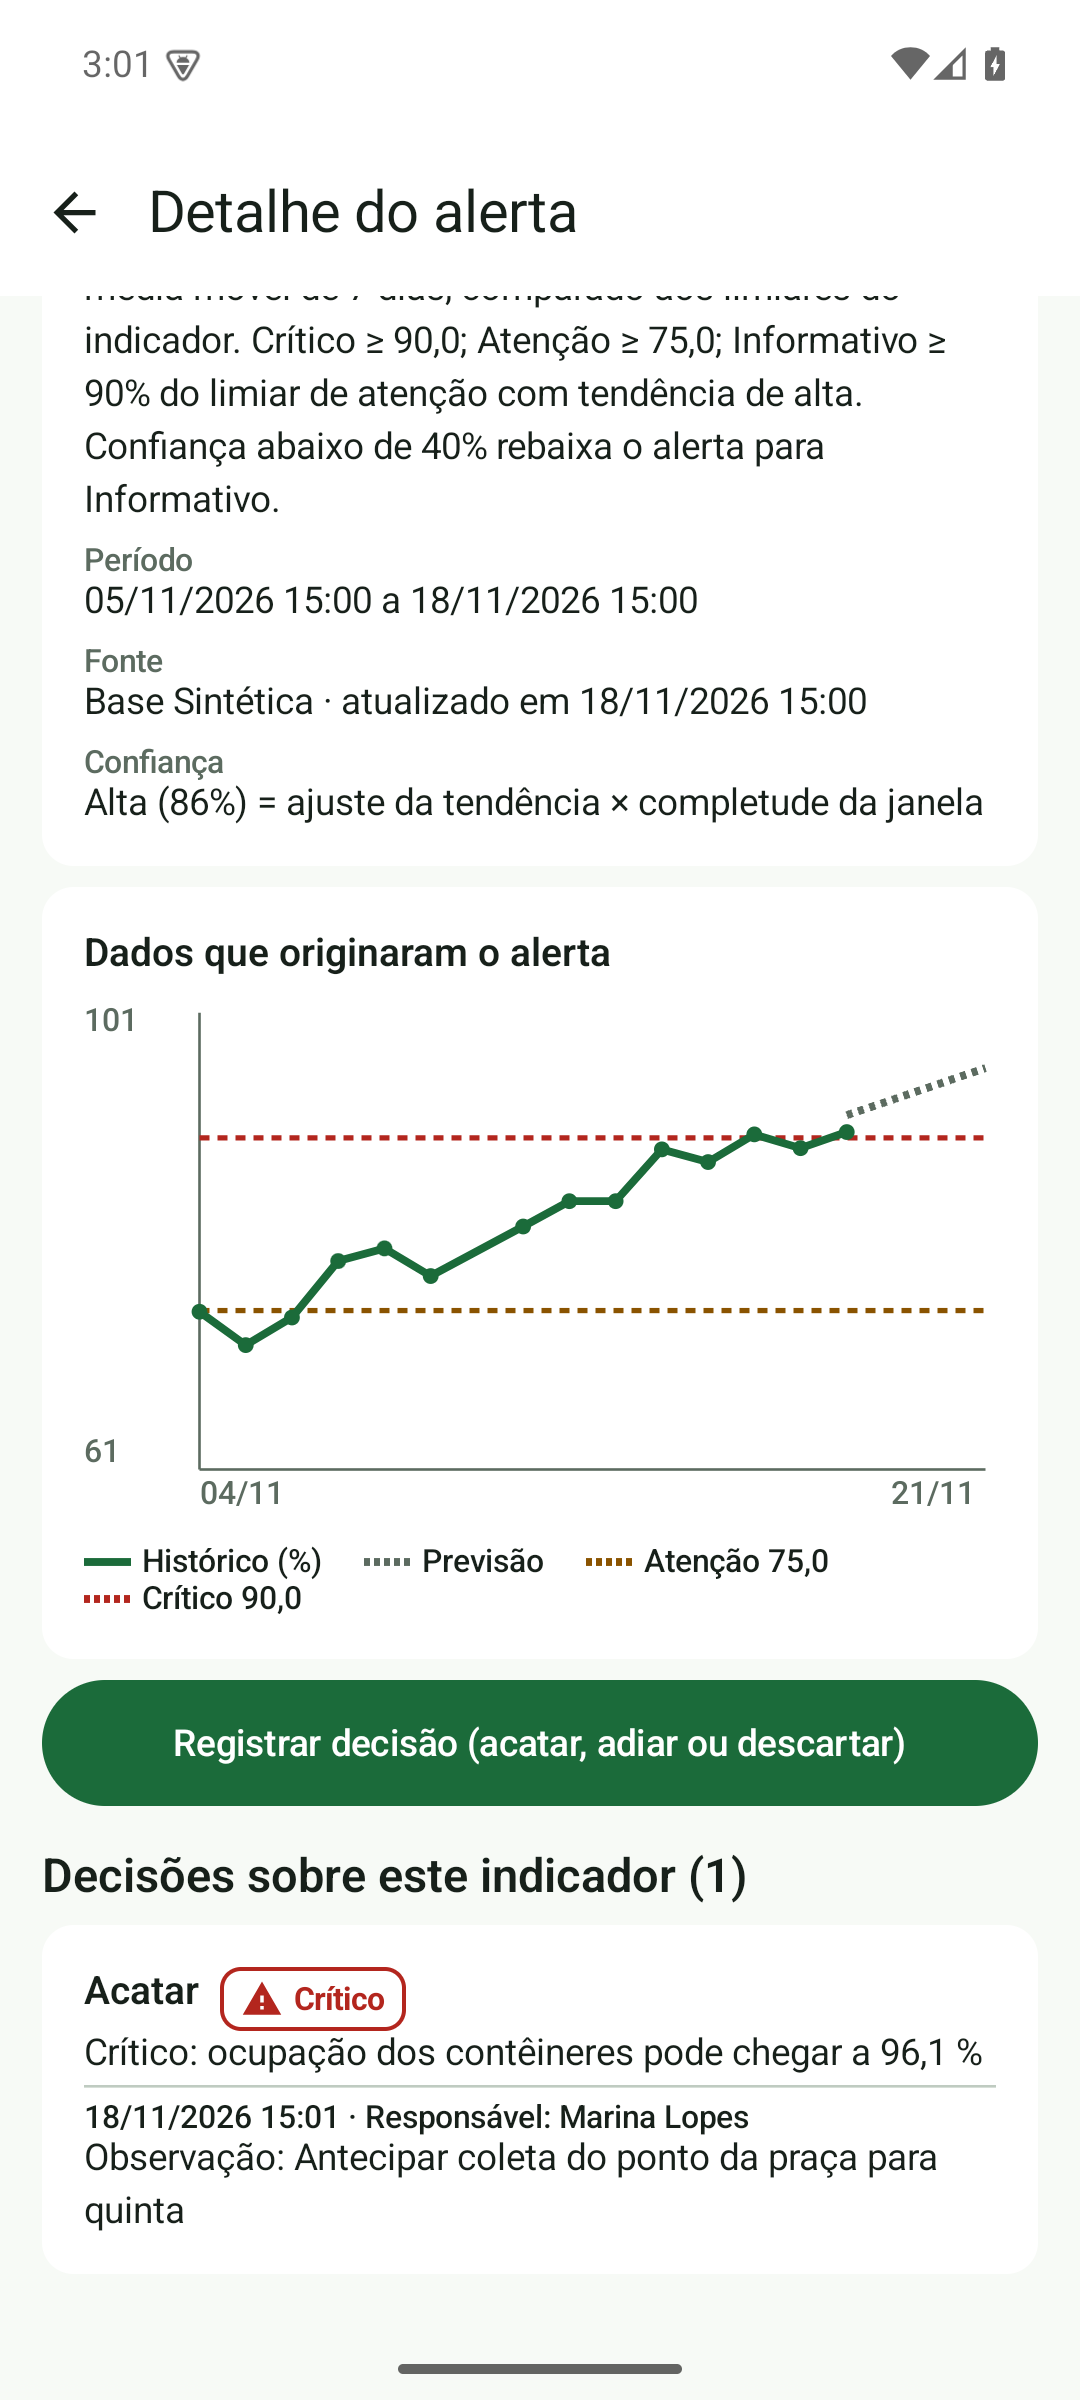 3:01
Detalhe do alerta
indicador. Crítico ≥ 90,0; Atenção ≥ 75,0; Informativo ≥
90% do limiar de atenção com tendência de alta.
Confiança abaixo de 40% rebaixa o alerta para
Informativo.
Período
05/11/2026 15:00 a 18/11/2026 15:00
Fonte
Base Sintética · atualizado em 18/11/2026 15:00
Confiança
Alta (86%) = ajuste da tendência × completude da janela
Dados que originaram o alerta
101
61
04/11
21/11
Histórico (%)
Previsão
Atenção 75,0
Crítico 90,0
Registrar decisão (acatar, adiar ou descartar)
Decisões sobre este indicador (1)
Acatar
Crítico
Crítico: ocupação dos contêineres pode chegar a 96,1 %
18/11/2026 15:01 · Responsável: Marina Lopes
Observação: Antecipar coleta do ponto da praça para
quinta